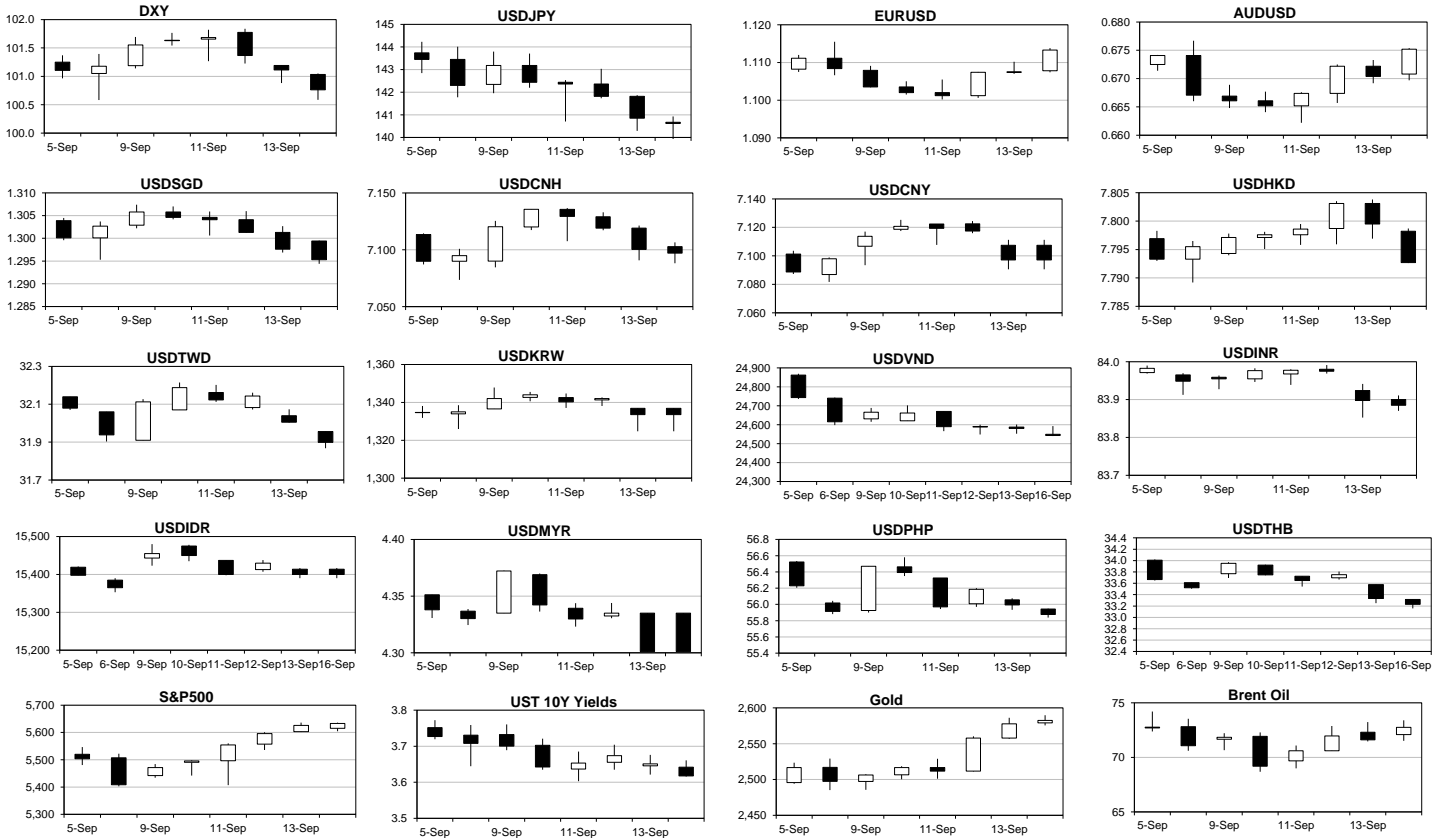 DXY
102.0
101.5
101.0
100.5
100.0
5-Sep 9-Sep 11-Sep 13-Sep
USDJPY
145
144
143
142
141
140
5-Sep 9-Sep 11-Sep 13-Sep
EURUSD
1.120
1.110
1.100
1.090
5-Sep 9-Sep 11-Sep 13-Sep
AUDUSD
0.680
0.675
0.670
0.665
0.660
5-Sep 9-Sep 11-Sep 13-Sep
USDSGD
1.310
1.305
1.300
1.295
1.290
1.285
5-Sep 9-Sep 11-Sep 13-Sep
USDCNH
7.150
7.100
7.050
5-Sep 9-Sep 11-Sep 13-Sep
USDCNY
7.140
7.120
7.100
7.080
7.060
5-Sep 9-Sep 11-Sep 13-Sep
USDHKD
7.805
7.800
7.795
7.790
7.785
5-Sep 9-Sep 11-Sep 13-Sep
USDTWD
32.3
32.1
31.9
31.7
5-Sep 9-Sep 11-Sep 13-Sep
USDKRW
1,360
1,340
1,320
1,300
5-Sep 9-Sep 11-Sep 13-Sep
USDVND
24,900
24,800
24,700
24,600
24,500
24,400
24,300
5-Sep 6-Sep 9-Sep 10-Sep 11-Sep 12-Sep 13-Sep 16-Sep
USDINR
84.0
83.9
83.8
83.7
5-Sep 9-Sep 11-Sep 13-Sep
USDIDR
15,500
15,400
15,300
15,200
5-Sep 6-Sep 9-Sep 10-Sep 11-Sep 12-Sep 13-Sep 16-Sep
USDMYR
4.40
4.35
4.30
5-Sep 9-Sep 11-Sep 13-Sep
USDPHP
56.8
56.6
56.4
56.2
56.0
55.8
55.6
55.4
5-Sep 9-Sep 11-Sep 13-Sep
USDTHB
34.4
34.2
34.0
33.8
33.6
33.4
33.2
33.0
32.8
32.6
32.4
5-Sep 6-Sep 9-Sep 10-Sep 11-Sep 12-Sep 13-Sep 16-Sep
S&P500
5,700
5,600
5,500
5,400
5,300
5-Sep 9-Sep 11-Sep 13-Sep
UST 10Y Yields
3.8
3.7
3.6
3.5
5-Sep 9-Sep 11-Sep 13-Sep
Gold
2,600
2,550
2,500
2,450
5-Sep 9-Sep 11-Sep 13-Sep
Brent Oil
75
70
65
5-Sep 9-Sep 11-Sep 13-Sep